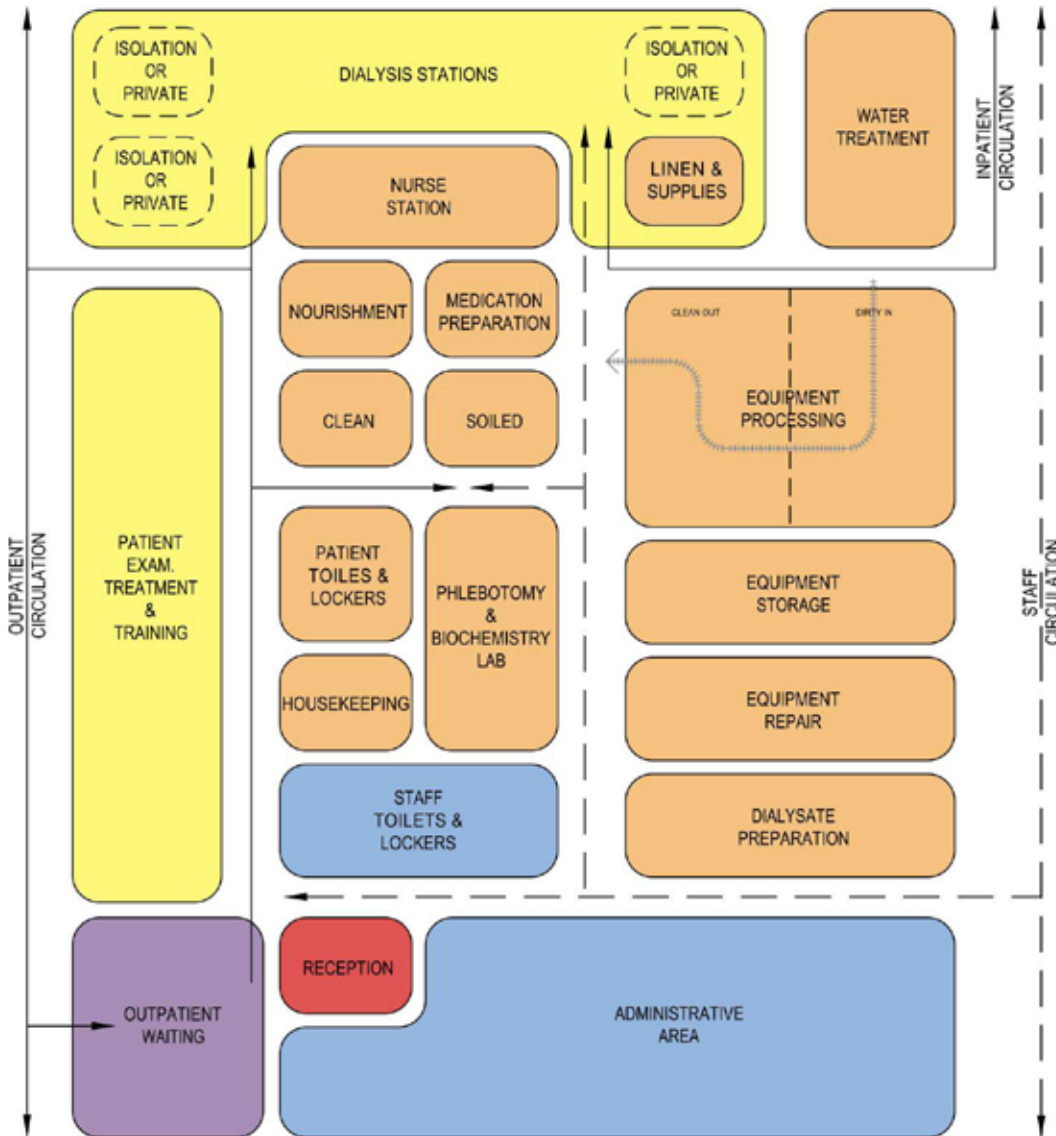 ISOLATION
OR
PRIVATE
DIALYSIS STATIONS
ISOLATION
OR
PRIVATE
WATER
TREATMENT
INPATIENT
CIRCULATION
ISOLATION
OR
PRIVATE
NURSE
STATION
LINEN &
SUPPLIES
NOURISHMENT
MEDICATION
PREPARATION
CLEAN OUT
DIRTY IN
EQUIPMENT
PROCESSING
CLEAN
SOILED
OUTPATIENT
CIRCULATION
PATIENT
EXAM.
TREATMENT
&
TRAINING
PATIENT
TOILES &
LOCKERS
PHLEBOTOMY
&
BIOCHEMISTRY
LAB
EQUIPMENT
STORAGE
STAFF
CIRCULATION
HOUSEKEEPING
EQUIPMENT
REPAIR
STAFF
TOILETS &
LOCKERS
DIALYSATE
PREPARATION
RECEPTION
OUTPATIENT
WAITING
ADMINISTRATIVE
AREA